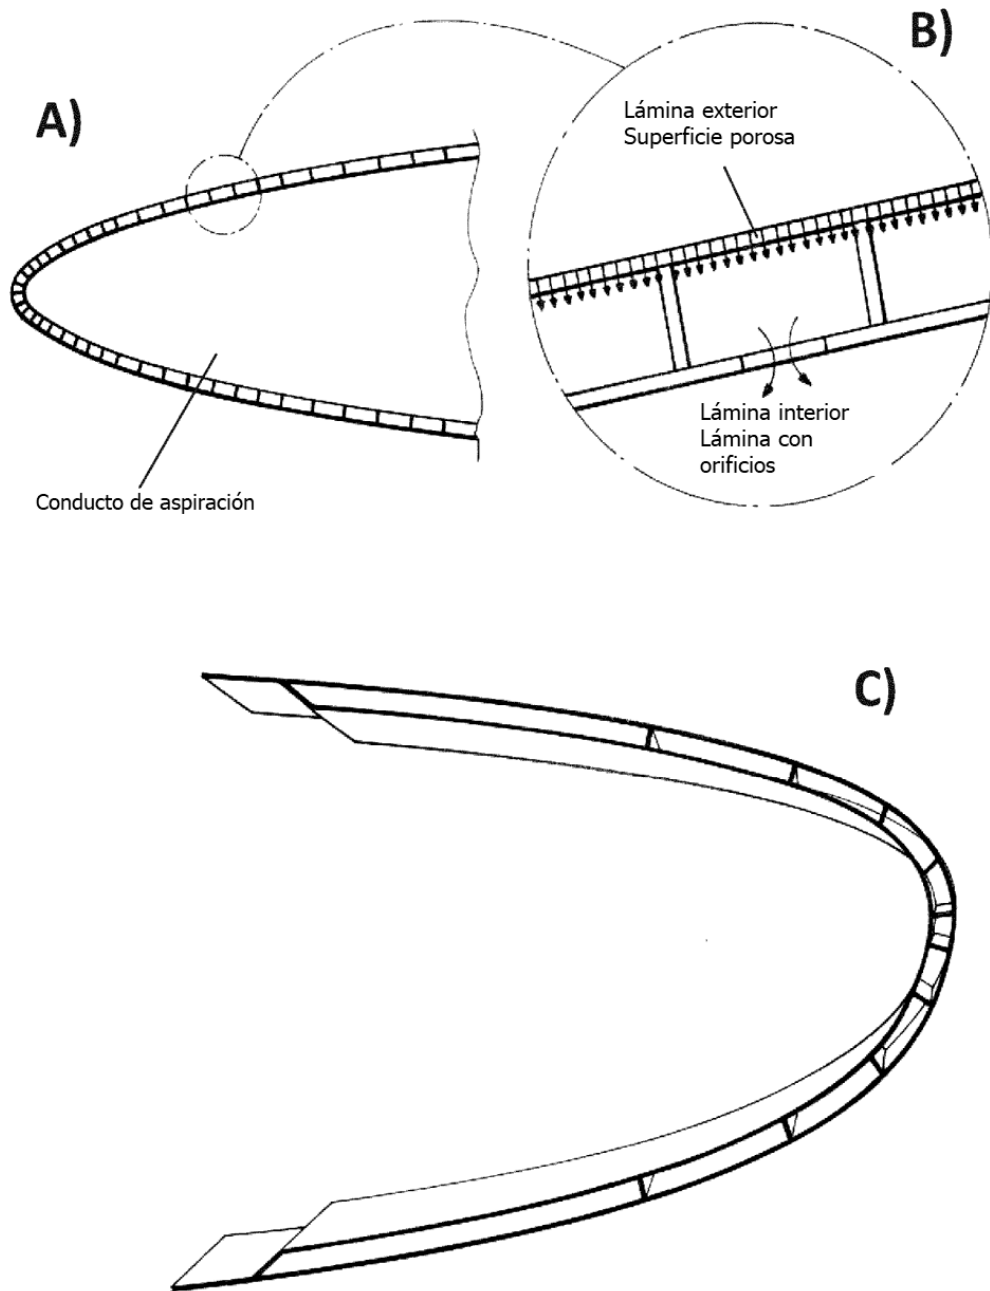 A)
B)
Lámina exterior
Superficie porosa
Lámina interior
Lámina con
orificios
Conducto de aspiración
C)